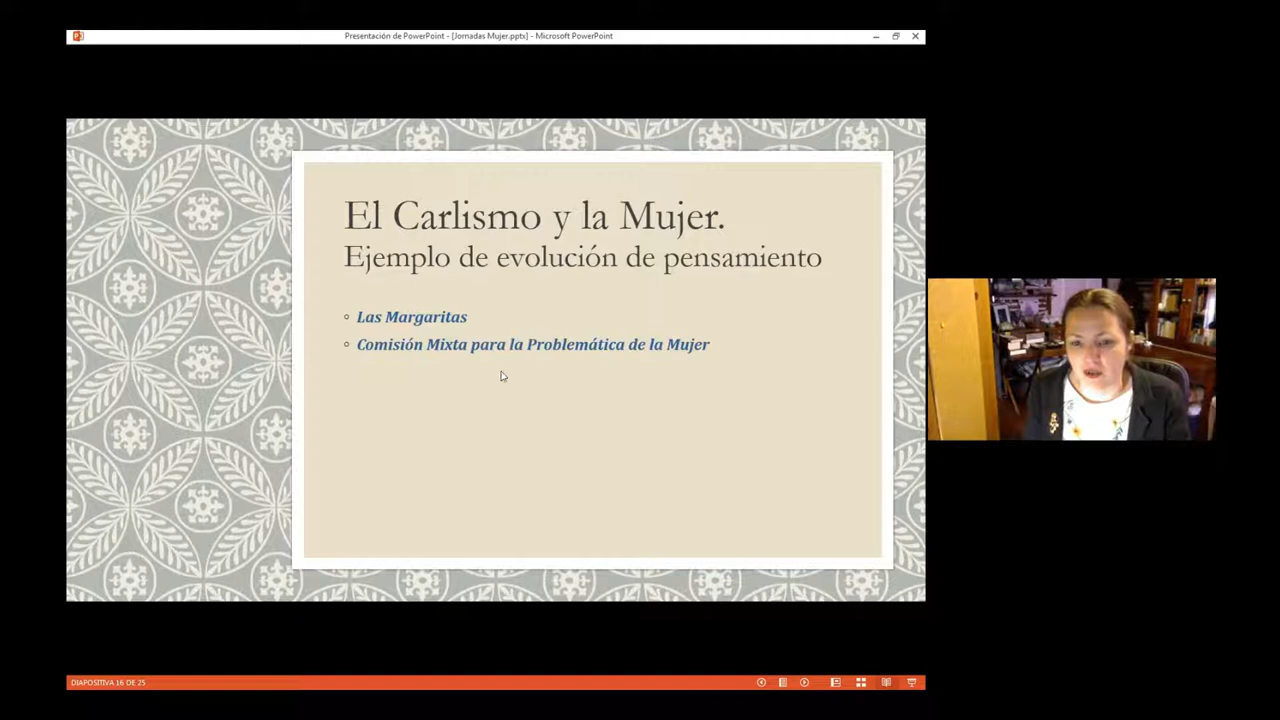 Presentación de PowerPoint - [Jornadas Mujer.pptx] - Microsoft PowerPoint
El Carlismo y la Mujer.
Ejemplo de evolución de pensamiento
Las Margaritas
Comisión Mixta para la Problemática de la Mujer
DIAPOSITIVA 16 DE 25